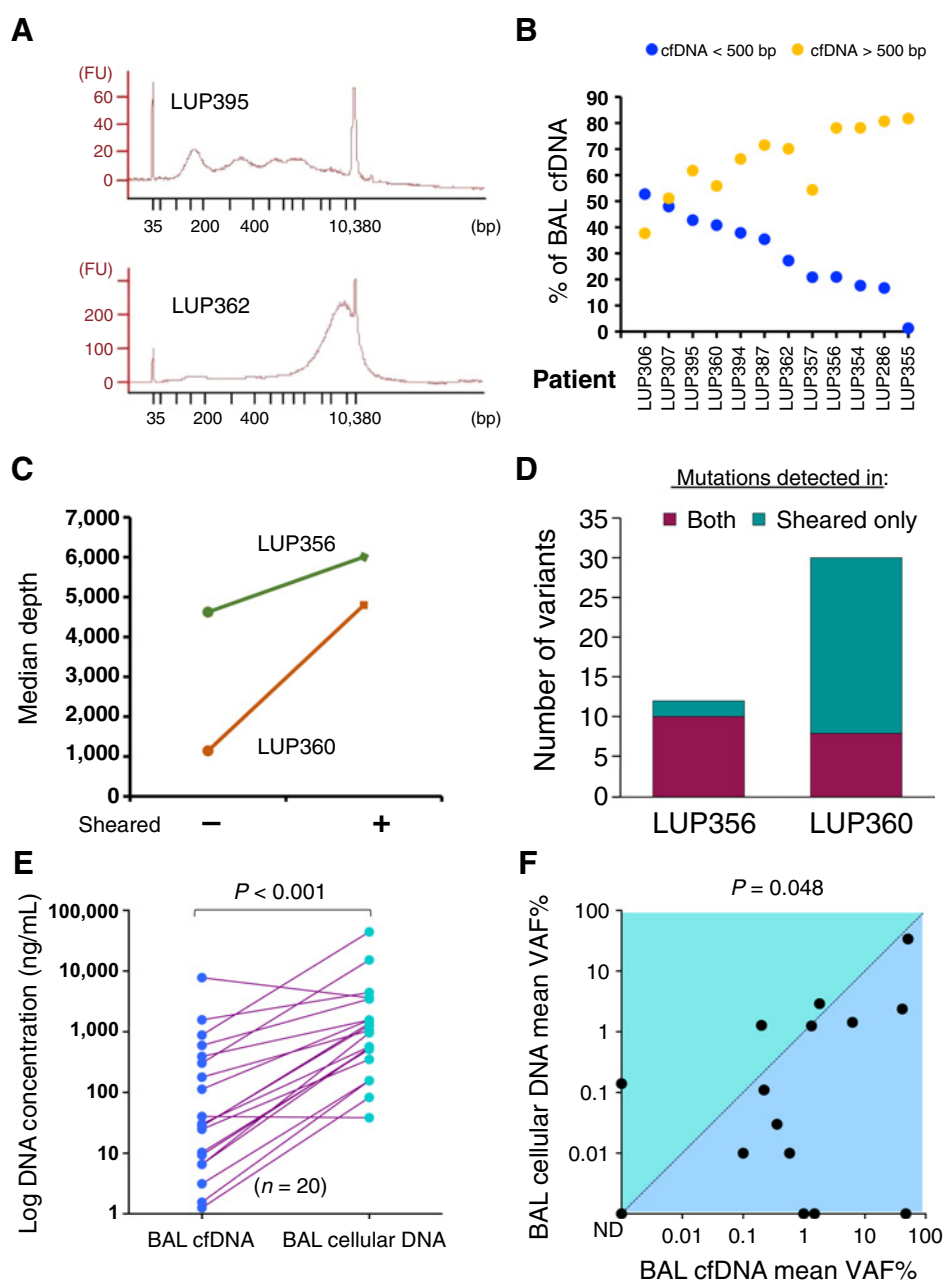 A
(FU)
LUP395
60
40
20
0
35 200 400 10,380 (bp)
(FU)
LUP362
200
100
0
35 200 400 10,380 (bp)
B
cfDNA < 500 bp cfDNA > 500 bp
% of BAL cfDNA
90
80
70
60
50
40
30
20
10
0
Patient
LUP306
LUP307
LUP395
LUP360
LUP394
LUP387
LUP362
LUP357
LUP356
LUP354
LUP286
LUP355
C
Median depth
7,000
6,000
5,000
4,000
3,000
2,000
1,000
0
LUP356
LUP360
Sheared − +
D
Mutations detected in:
Both Sheared only
Number of variants
35
30
25
20
15
10
5
0
LUP356 LUP360
E
P < 0.001
Log DNA concentration (ng/mL)
100,000
10,000
1,000
100
10
1
(n = 20)
BAL cfDNA BAL cellular DNA
F
P = 0.048
BAL cellular DNA mean VAF%
100
10
1
0.1
0.01
ND
0.01 0.1 1 10 100
BAL cfDNA mean VAF%